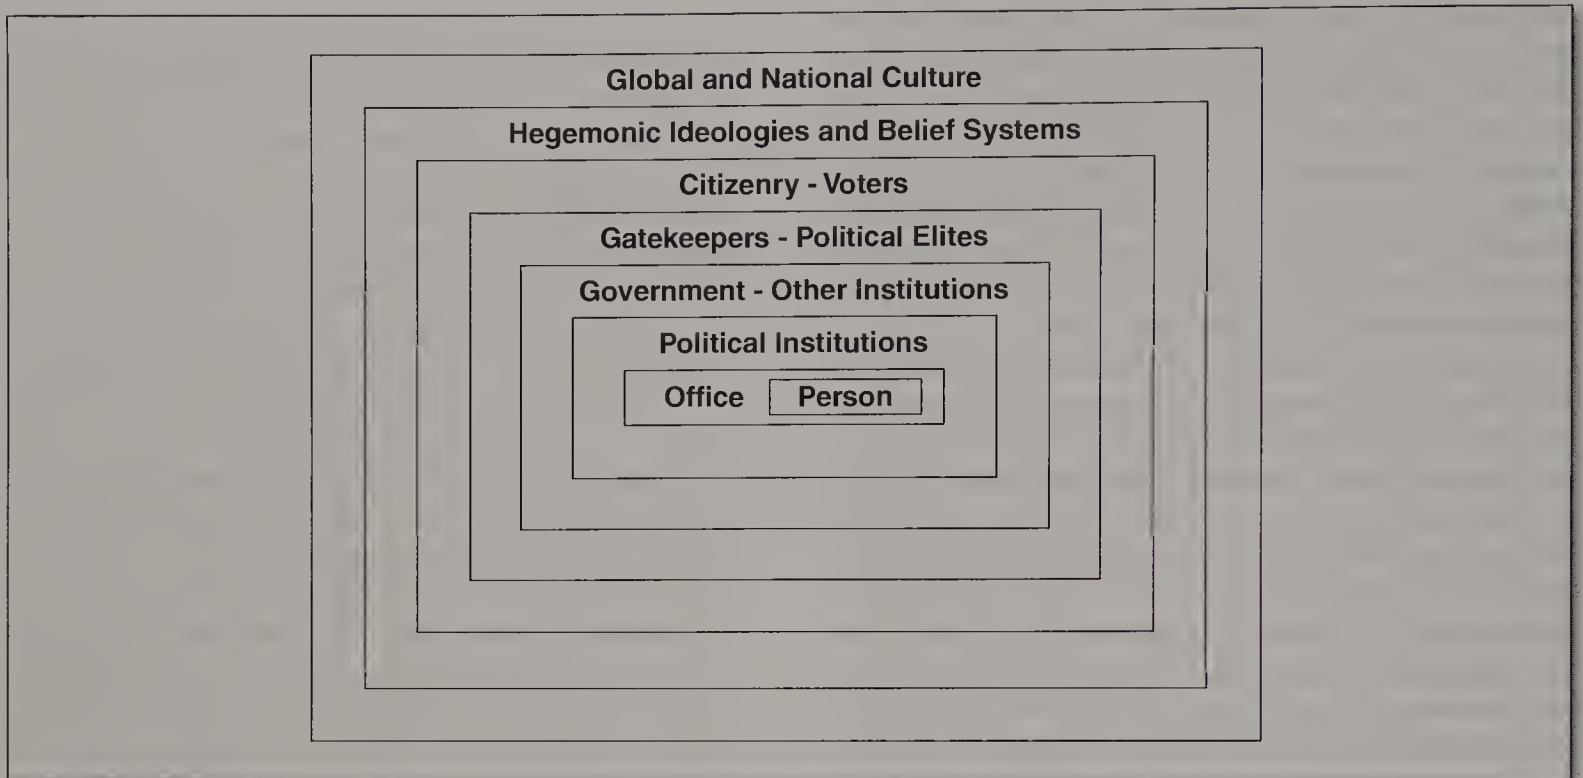 Global and National Culture
Hegemonic Ideologies and Belief Systems
Citizenry - Voters
Gatekeepers - Political Elites
Government - Other Institutions
Political Institutions
Office Person